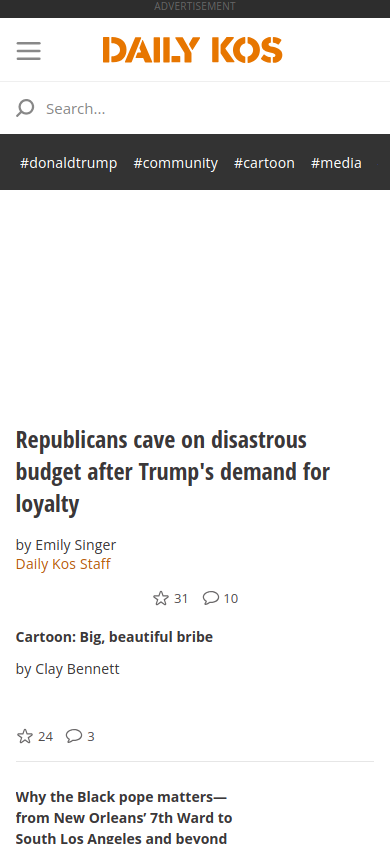 ADVERTISEMENT
DAILY KOS
Search...
#donaldtrump #community #cartoon #media
Republicans cave on disastrous
budget after Trump's demand for
loyalty
by Emily Singer
Daily Kos Staff
31 10
Cartoon: Big, beautiful bribe
by Clay Bennett
24 3
Why the Black pope matters—
from New Orleans’ 7th Ward to
South Los Angeles and beyond